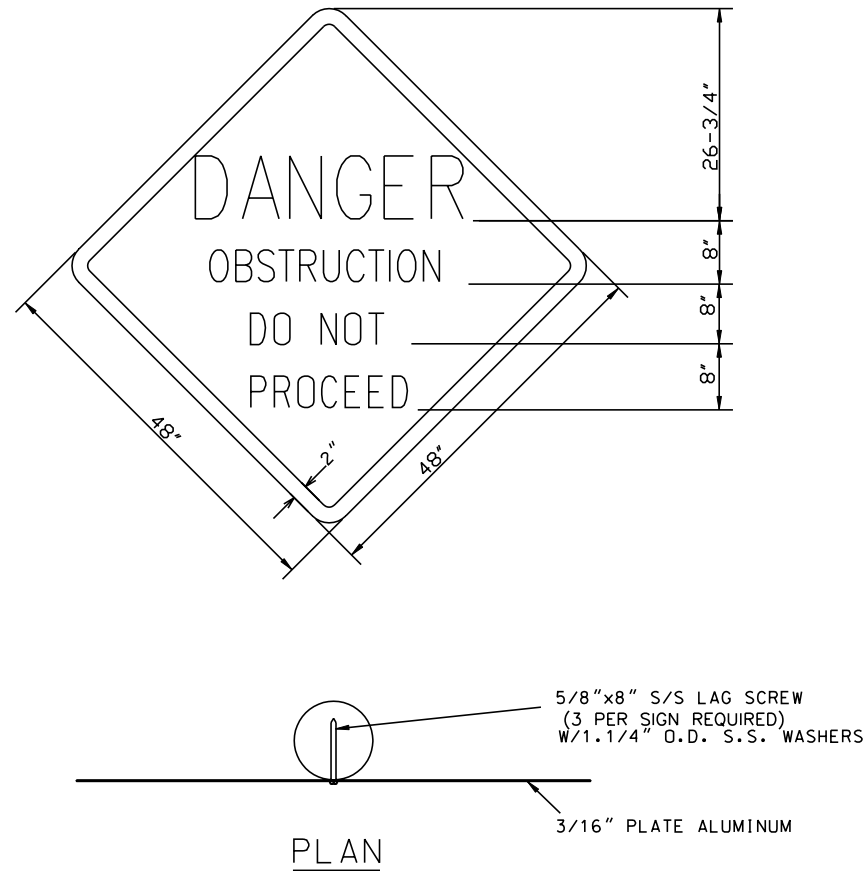 26-3/4"
DANGER
8"
OBSTRUCTION
8"
DO NOT
8"
PROCEED
48"
2"
48"
5/8"x8" S/S LAG SCREW
(3 PER SIGN REQUIRED)
W/1.1/4" O.D. S.S. WASHERS
3/16" PLATE ALUMINUM
PLAN